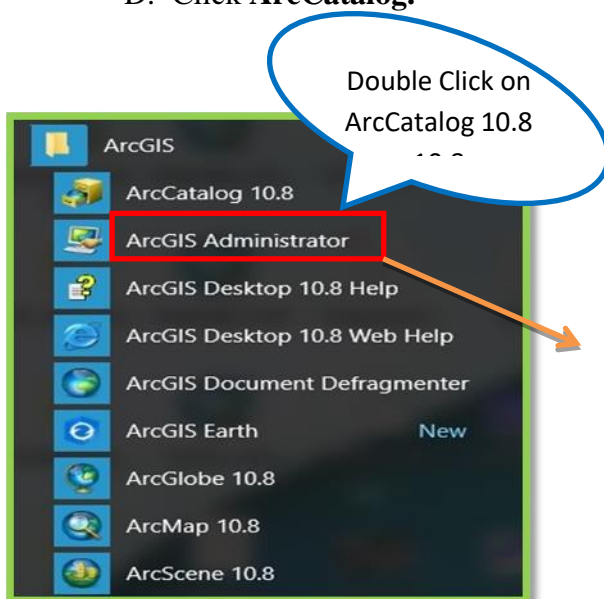 D. Click ArcCatalog.
Double Click on
ArcCatalog 10.8
ArcGIS
ArcCatalog 10.8
ArcGIS Administrator
ArcGIS Desktop 10.8 Help
ArcGIS Desktop 10.8 Web Help
ArcGIS Document Defragmenter
ArcGIS Earth New
ArcGlobe 10.8
ArcMap 10.8
ArcScene 10.8